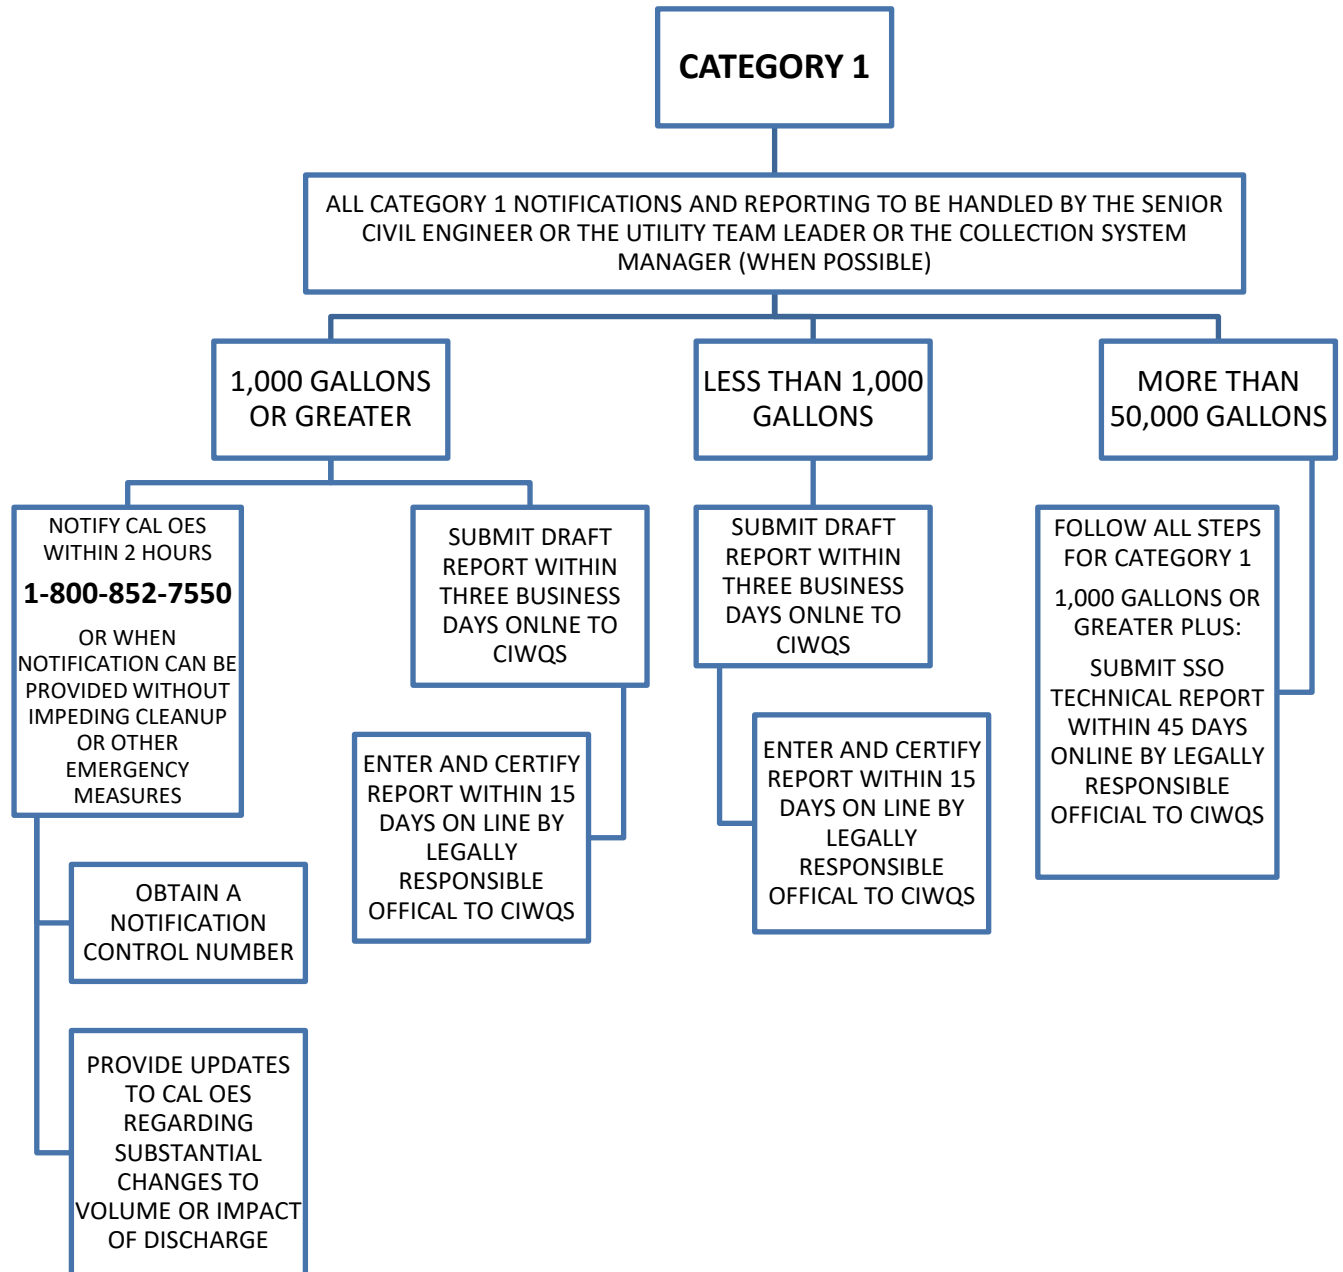 CATEGORY 1
ALL CATEGORY 1 NOTIFICATIONS AND REPORTING TO BE HANDLED BY THE SENIOR
CIVIL ENGINEER OR THE UTILITY TEAM LEADER OR THE COLLECTION SYSTEM
MANAGER (WHEN POSSIBLE)
1,000 GALLONS
OR GREATER
NOTIFY CAL OES
WITHIN 2 HOURS
1-800-852-7550
OR WHEN
NOTIFICATION CAN BE
PROVIDED WITHOUT
IMPEDING CLEANUP
OR OTHER
EMERGENCY
MEASURES
OBTAIN A
NOTIFICATION
CONTROL NUMBER
PROVIDE UPDATES
TO CAL OES
REGARDING
SUBSTANTIAL
CHANGES TO
VOLUME OR IMPACT
OF DISCHARGE
SUBMIT DRAFT
REPORT WITHIN
THREE BUSINESS
DAYS ONLNE TO
CIWQS
ENTER AND CERTIFY
REPORT WITHIN 15
DAYS ON LINE BY
LEGALLY
RESPONSIBLE
OFFICAL TO CIWQS
LESS THAN 1,000
GALLONS
SUBMIT DRAFT
REPORT WITHIN
THREE BUSINESS
DAYS ONLNE TO
CIWQS
ENTER AND CERTIFY
REPORT WITHIN 15
DAYS ON LINE BY
LEGALLY
RESPONSIBLE
OFFICAL TO CIWQS
MORE THAN
50,000 GALLONS
FOLLOW ALL STEPS
FOR CATEGORY 1
1,000 GALLONS OR
GREATER PLUS:
SUBMIT SSO
TECHNICAL REPORT
WITHIN 45 DAYS
ONLINE BY LEGALLY
RESPONSIBLE
OFFICIAL TO CIWQS